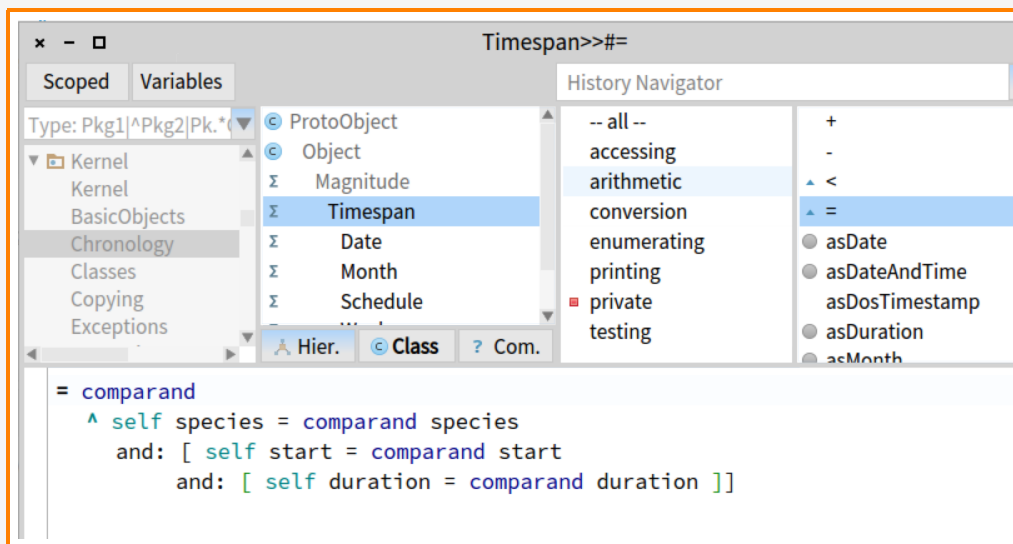 Timespan>>#=
Scoped
Variables
History Navigator
Type: Pkg1|^Pkg2|Pk.*
Kernel
Kernel
BasicObjects
Chronology
Classes
Copying
Exceptions
ProtoObject
Object
Magnitude
Timespan
Date
Month
Schedule
Hier.
Class
? Com.
-- all --
accessing
arithmetic
conversion
enumerating
printing
private
testing
+
-
<
=
asDate
asDateAndTime
asDosTimestamp
asDuration
asMonth
= comparand
^ self species = comparand species
and: [ self start = comparand start
and: [ self duration = comparand duration ]]